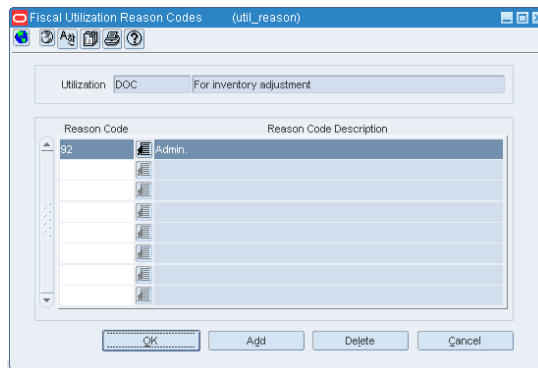 Fiscal Utilization Reason Codes (util_reason)
Utilization DOC For inventory adjustment
Reason Code Reason Code Description
92 Admin.
OK Add Delete Cancel